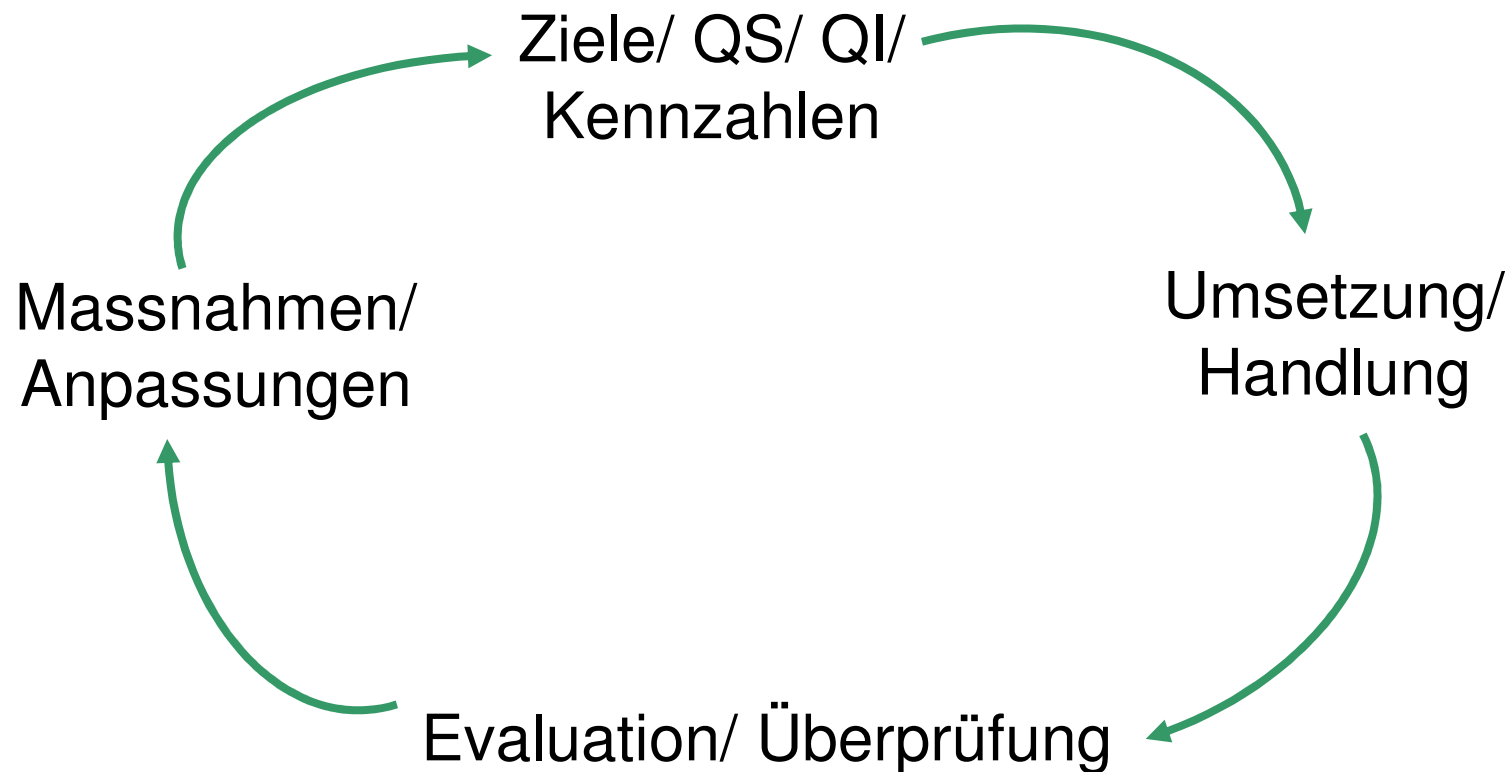 Ziele/ QS/ QI/
Kennzahlen
Umsetzung/
Handlung
Evaluation/ Überprüfung
Massnahmen/
Anpassungen